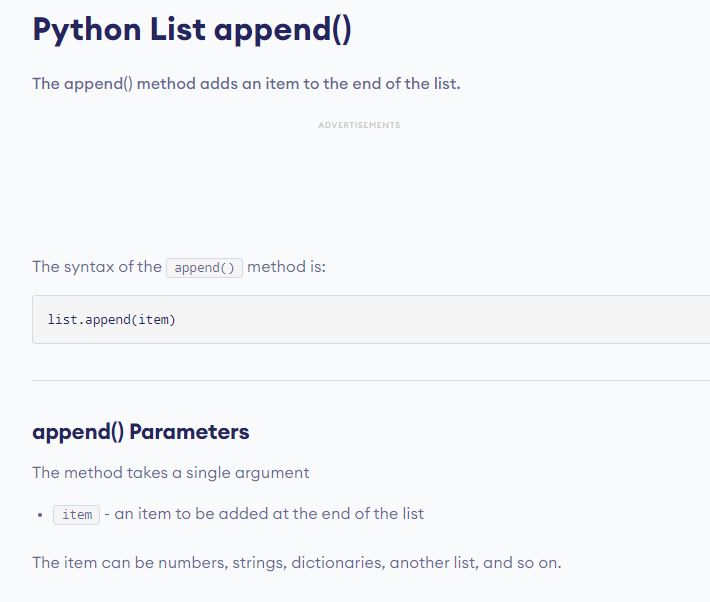 Python List append()
The append() method adds an item to the end of the list.
ADVERTISEMENTS
The syntax of the append() method is:
list.append(item)
append() Parameters
The method takes a single argument
• item - an item to be added at the end of the list
The item can be numbers, strings, dictionaries, another list, and so on.